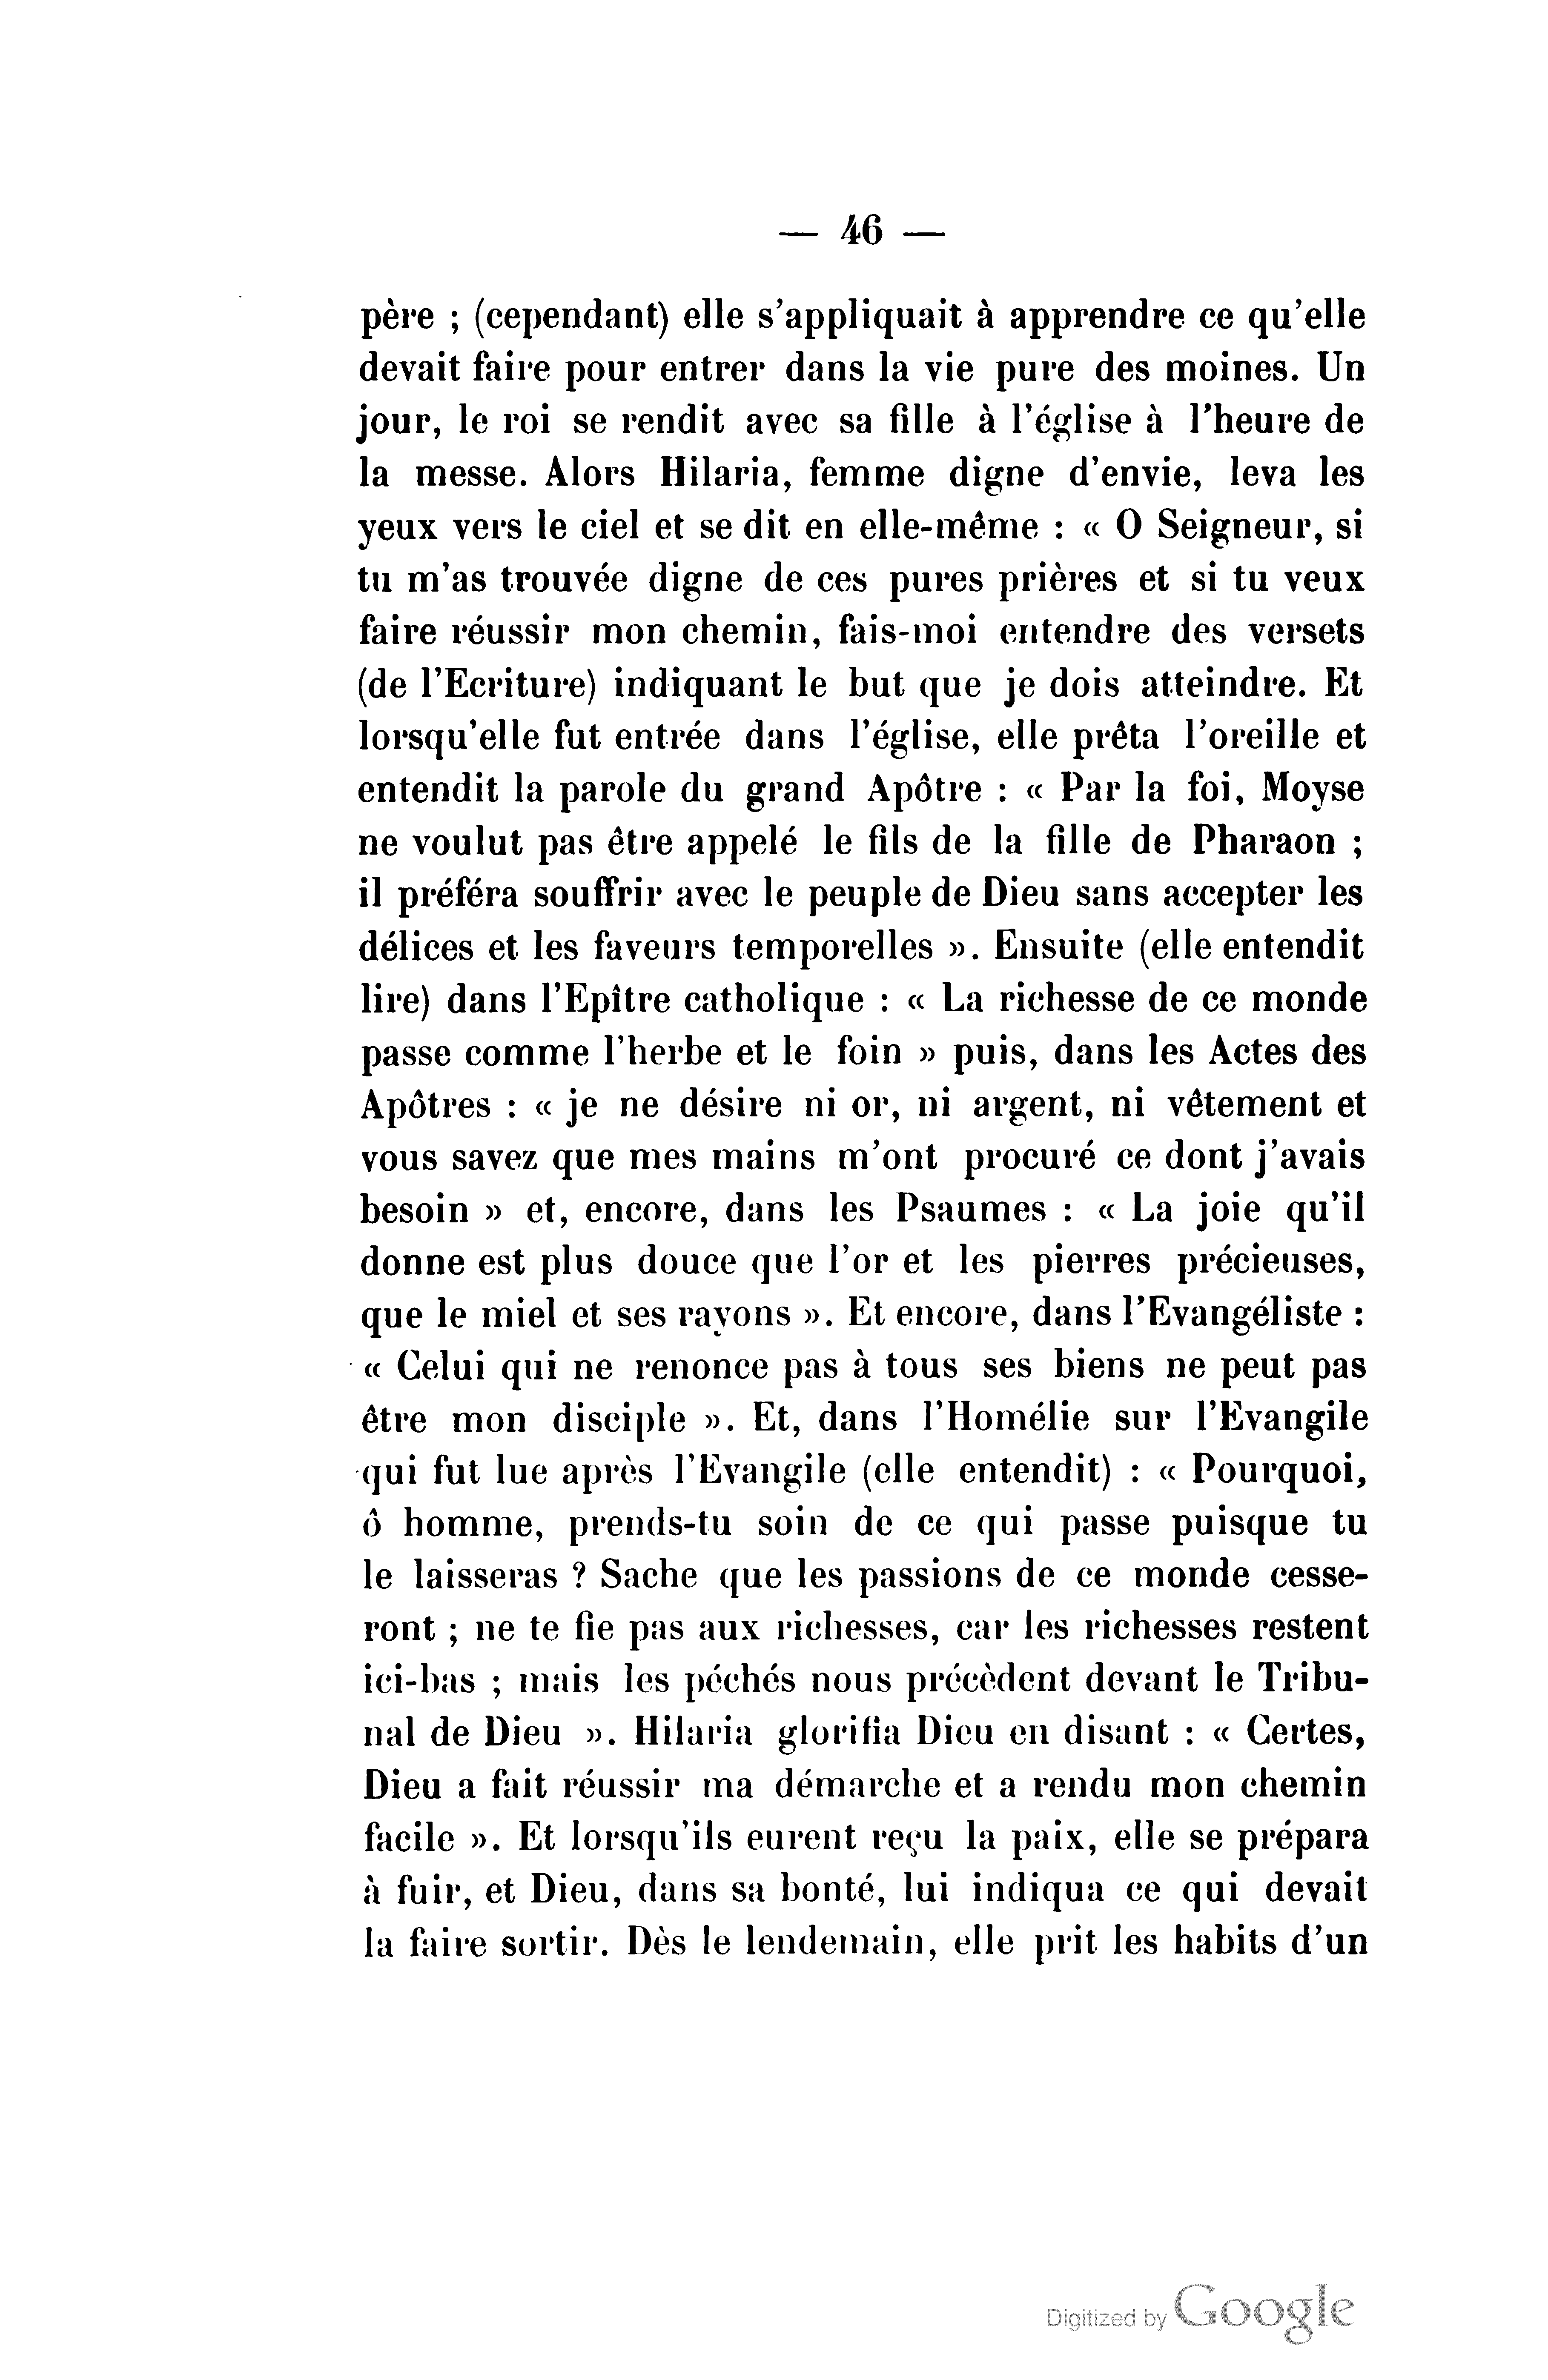 — 46 —
père ; (cependant) elle s'appliquait à apprendre ce qu'elle
devait faire pour entrer dans la vie pure des moines. Un
jour, le roi se rendit avec sa fille à l'église à l'heure de
la messe. Alors Hilaria, femme digne d'envie, leva les
yeux vers le ciel et se dit en elle-même : « O Seigneur, si
tu m'as trouvée digne de ces pures prières et si tu veux
faire réussir mon chemin, fais-moi entendre des versets
(de l'Ecriture) indiquant le but que je dois atteindre. Et
lorsqu'elle fut entrée dans l'église, elle prêta l'oreille et
entendit la parole du grand Apôtre : « Par la foi, Moyse
ne voulut pas être appelé le fils de la fille de Pharaon ;
il préféra souffrir avec le peuple de Dieu sans accepter les
délices et les faveurs temporelles ». Ensuite (elle entendit
lire) dans l'Epître catholique : « La richesse de ce monde
passe comme l'herbe et le foin » puis, dans les Actes des
Apôtres : « je ne désire ni or, ni argent, ni vêtement et
vous savez que mes mains m'ont procuré ce dont j'avais
besoin » et, encore, dans les Psaumes : « La joie qu'il
donne est plus douce que l'or et les pierres précieuses,
que le miel et ses rayons ». Et encore, dans l'Evangéliste :
« Celui qui ne renonce pas à tous ses biens ne peut pas
être mon disciple ». Et, dans l'Homélie sur l'Evangile
qui fut lue après l'Evangile (elle entendit) : « Pourquoi,
ô homme, prends-tu soin de ce qui passe puisque tu
le laisseras ? Sache que les passions de ce monde cesse-
ront ; ne te fie pas aux richesses, car les richesses restent
ici-bas ; mais les péchés nous précèdent devant le Tribu-
nal de Dieu ». Hilaria glorifia Dieu en disant : « Certes,
Dieu a fait réussir ma démarche et a rendu mon chemin
facile ». Et lorsqu'ils eurent reçu la paix, elle se prépara
à fuir, et Dieu, dans sa bonté, lui indiqua ce qui devait
la faire sortir. Dès le lendemain, elle prit les habits d'un
Digitized by Google